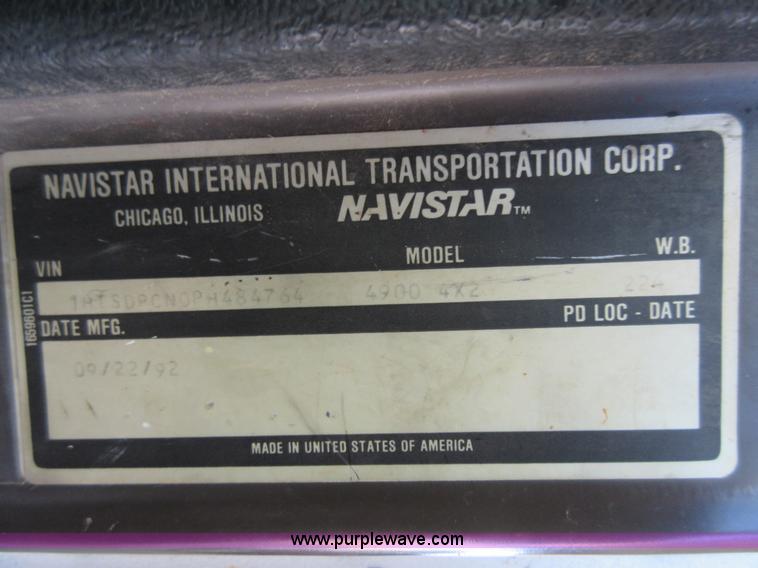 NAVISTAR INTERNATIONAL TRANSPORTATION CORP.
CHICAGO, ILLINOIS NAVISTAR™
VIN MODEL W.B.
1HTSDPCN0PH484764 4900 4X2 224
1659601C1
DATE MFG. PD LOC - DATE
09/22/92
MADE IN UNITED STATES OF AMERICA
www.purplewave.com